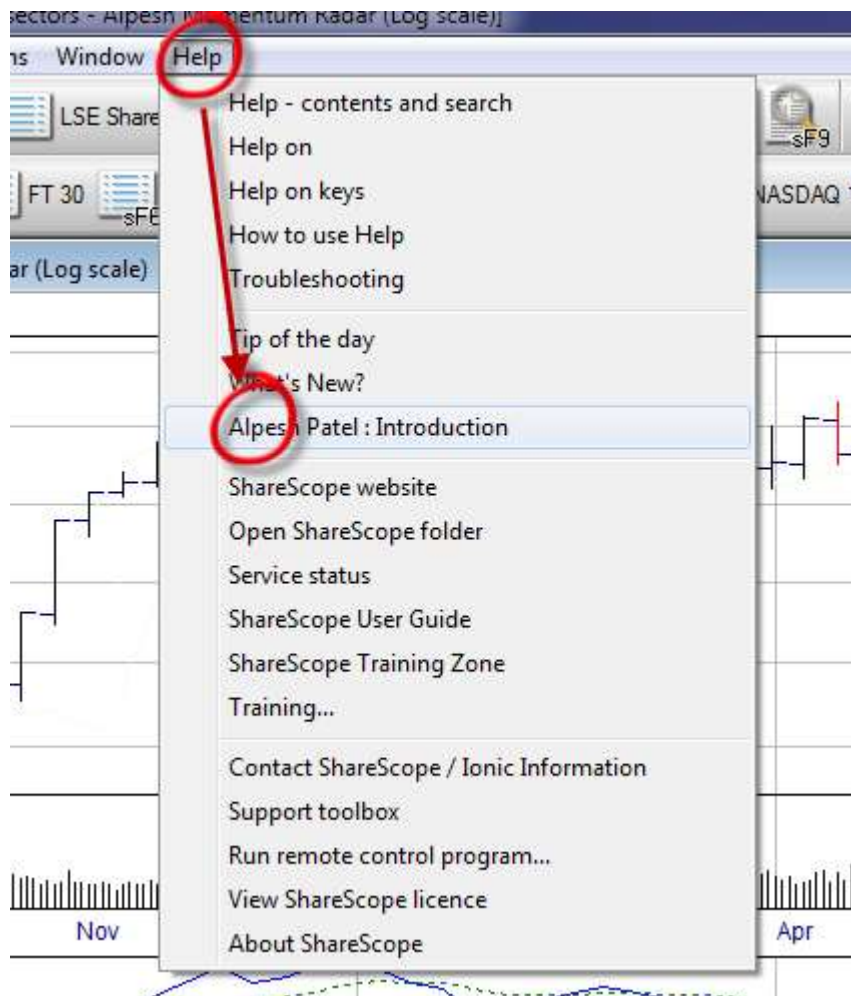 sectors - Alpesh Momentum Radar (Log scale)]
ns Window Help
LSE Share
sF9
FT 30
sF6
NASDAQ
ar (Log scale)
Help - contents and search
Help on
Help on keys
How to use Help
Troubleshooting
Tip of the day
What's New?
Alpesh Patel : Introduction
ShareScope website
Open ShareScope folder
Service status
ShareScope User Guide
ShareScope Training Zone
Training...
Contact ShareScope / Ionic Information
Support toolbox
Run remote control program...
View ShareScope licence
About ShareScope
Nov
Apr